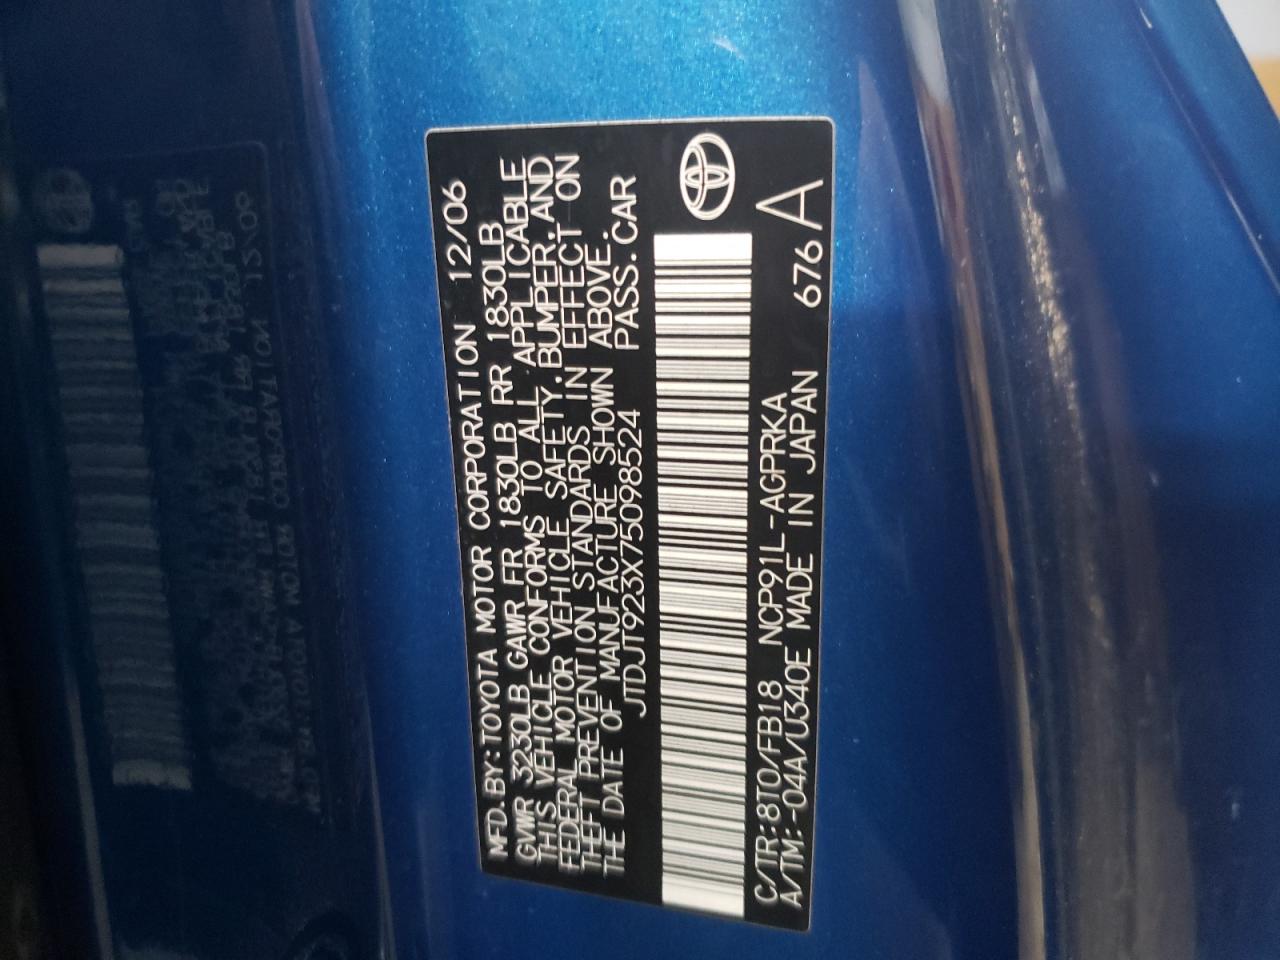 MFD.BY:TOYOTA MOTOR CORPORATION 12/06
GVWR 3230LB GAWR FR 1830LB RR 1830LB
THIS VEHICLE CONFORMS TO ALL APPLICABLE
FEDERAL MOTOR VEHICLE SAFETY,BUMPER,AND
THEFT PREVENTION STANDARDS IN EFFECT ON
THE DATE OF MANUFACTURE SHOWN ABOVE.
JTDJT923X75098524 PASS.CAR
C/TR:8T0/FB18 NCP91L-AGPRKA
A/TM:-04A/U340E MADE IN JAPAN 676 A